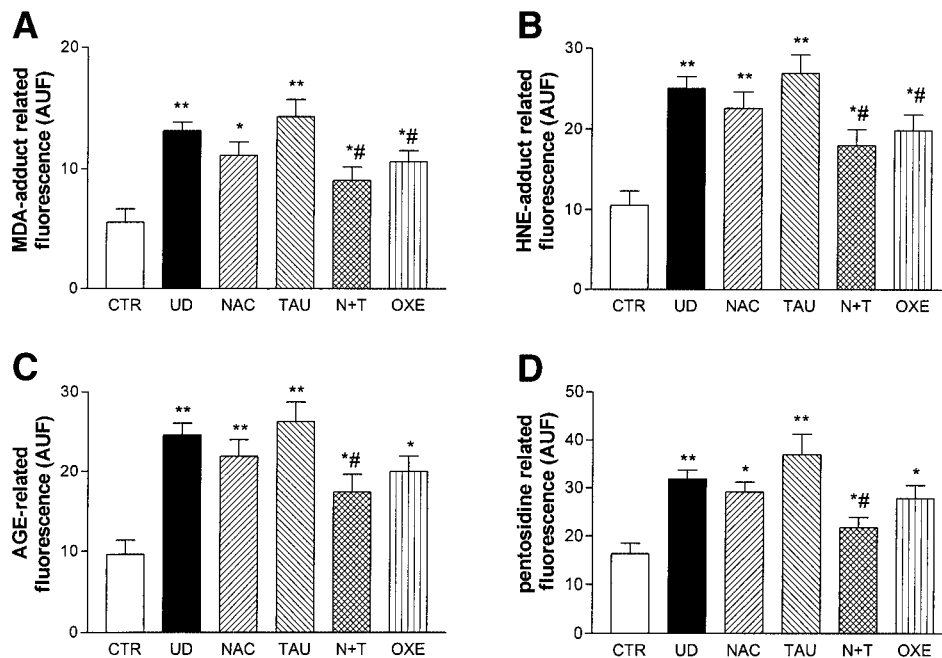 A
MDA-adduct related
fluorescence (AUF)
20
10
0
**
*
**
*#
*#
CTR UD NAC TAU N+T OXE
B
HNE-adduct related
fluorescence (AUF)
30
20
10
0
**
**
**
*#
*#
CTR UD NAC TAU N+T OXE
C
AGE-related
fluorescence (AUF)
30
20
10
0
**
**
**
*#
*
CTR UD NAC TAU N+T OXE
D
pentosidine related
fluorescence (AUF)
50
40
30
20
10
0
**
*
**
*#
*
CTR UD NAC TAU N+T OXE